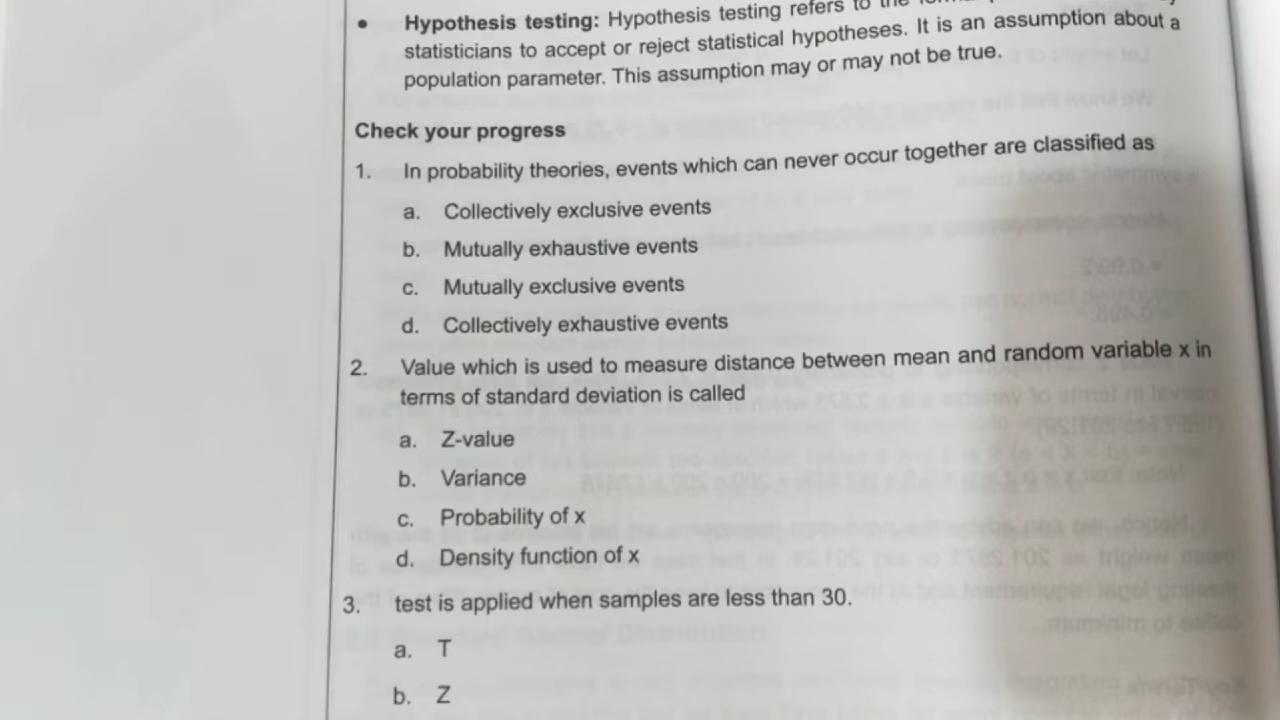 • Hypothesis testing: Hypothesis testing refers to the
statisticians to accept or reject statistical hypotheses. It is an assumption about a
population parameter. This assumption may or may not be true.
Check your progress
1. In probability theories, events which can never occur together are classified as
a. Collectively exclusive events
b. Mutually exhaustive events
c. Mutually exclusive events
d. Collectively exhaustive events
2. Value which is used to measure distance between mean and random variable x in
terms of standard deviation is called
a. Z-value
b. Variance
c. Probability of x
d. Density function of x
3. test is applied when samples are less than 30.
a. T
b. Z